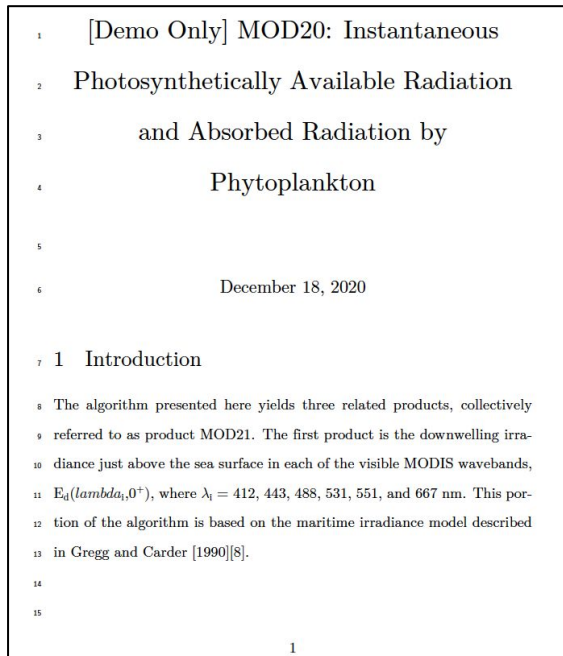 1 [Demo Only] MOD20: Instantaneous
2 Photosynthetically Available Radiation
3 and Absorbed Radiation by
4 Phytoplankton
5
6 December 18, 2020
7 1 Introduction
8 The algorithm presented here yields three related products, collectively
9 referred to as product MOD21. The first product is the downwelling irra-
10 diance just above the sea surface in each of the visible MODIS wavebands,
11 E_d(lambda_i,0⁺), where λ_i = 412, 443, 488, 531, 551, and 667 nm. This por-
12 tion of the algorithm is based on the maritime irradiance model described
13 in Gregg and Carder [1990][8].
14
15
1